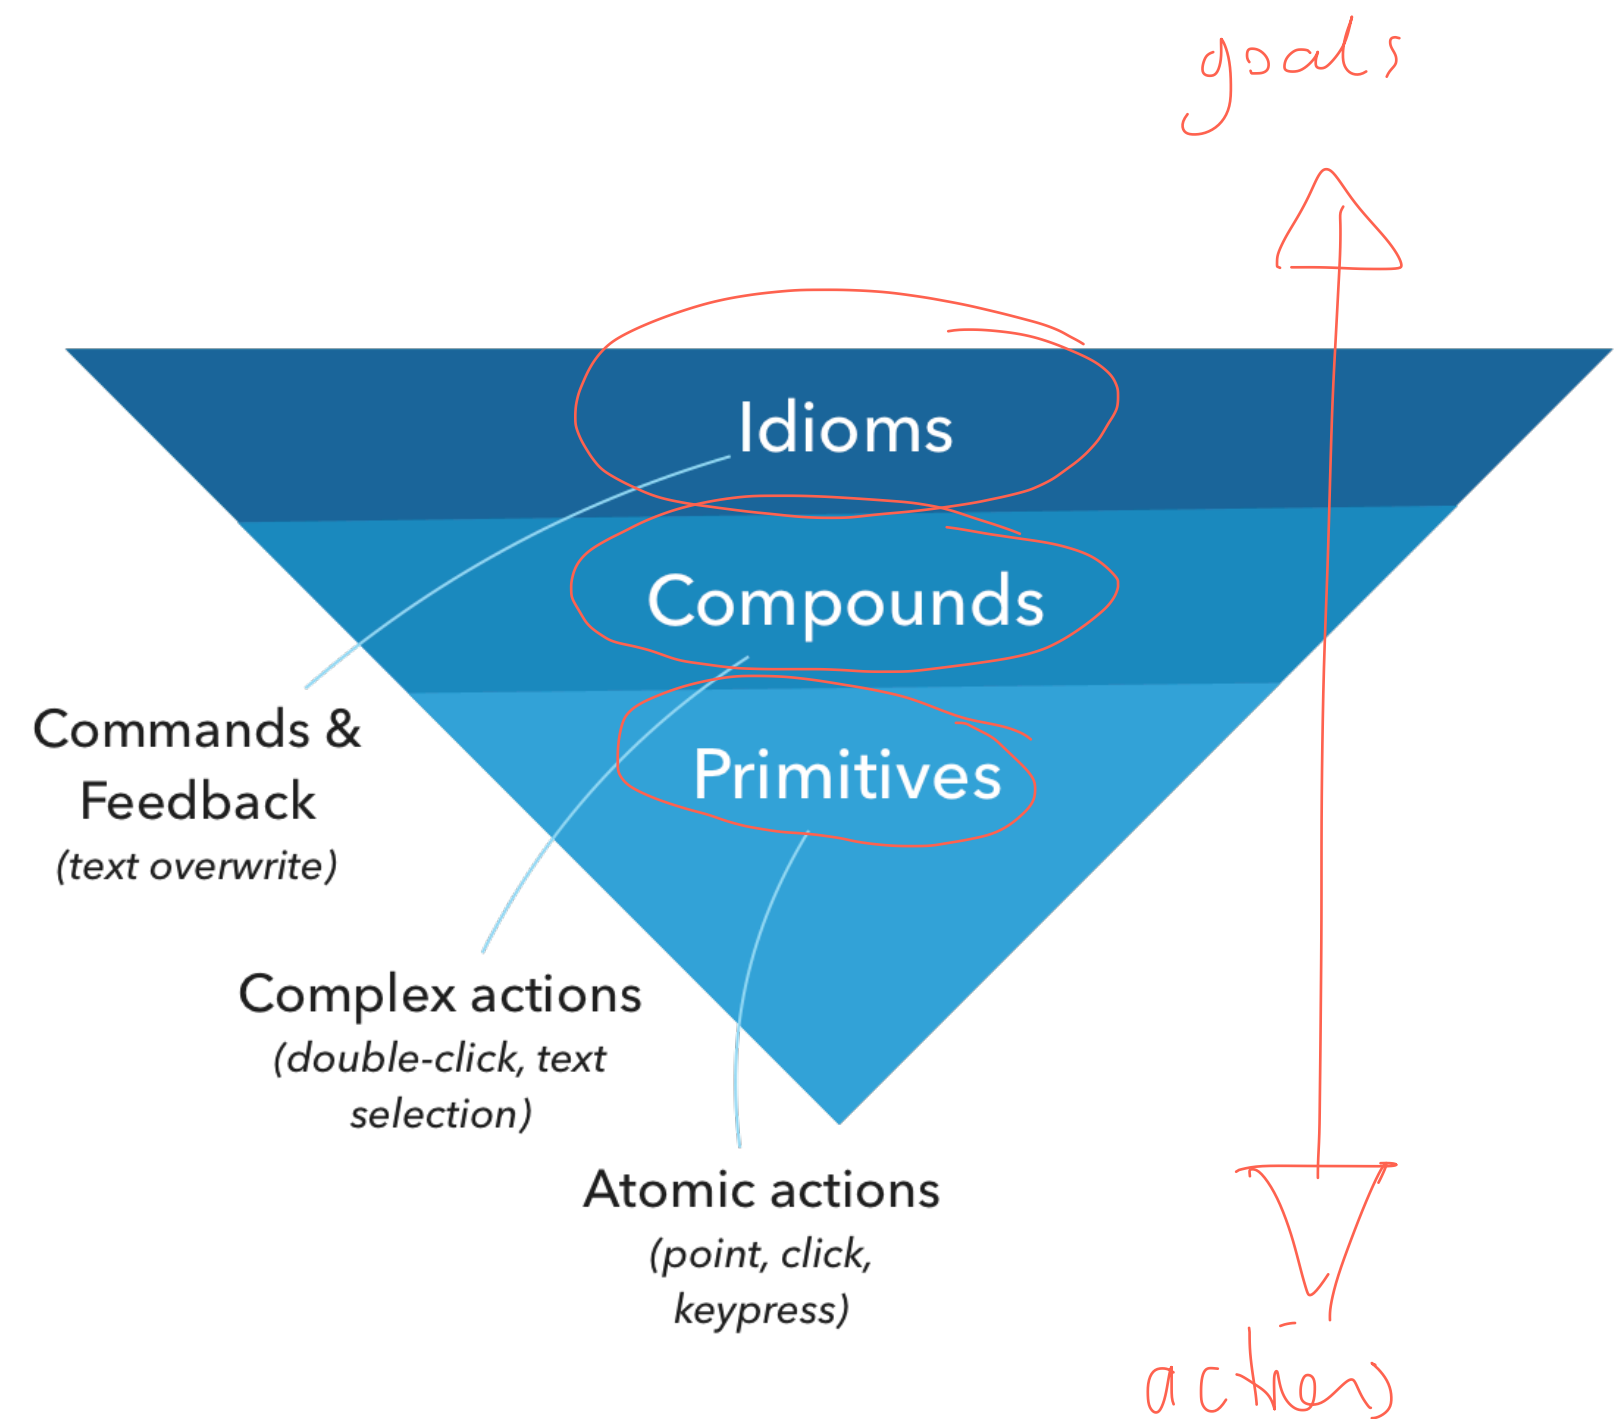 goals
Idioms
Compounds
Primitives
Commands &
Feedback
(text overwrite)
Complex actions
(double-click, text
selection)
Atomic actions
(point, click,
keypress)
actions